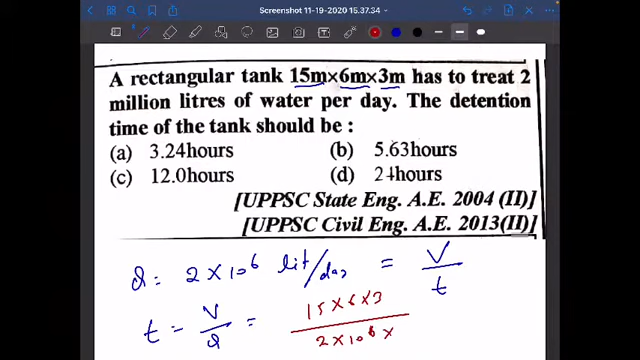 Screenshot 11-19-2020 15.37.34
A rectangular tank 15m×6m×3m has to treat 2
million litres of water per day. The detention
time of the tank should be :
(a) 3.24hours (b) 5.63hours
(c) 12.0hours (d) 24hours
[UPPSC State Eng. A.E. 2004 (II)]
[UPPSC Civil Eng. A.E. 2013(II)]
Q = 2 × 10⁶ lit/day = V/t
t = V/Q = 15 × 6 × 3 / 2 × 10⁶ ×